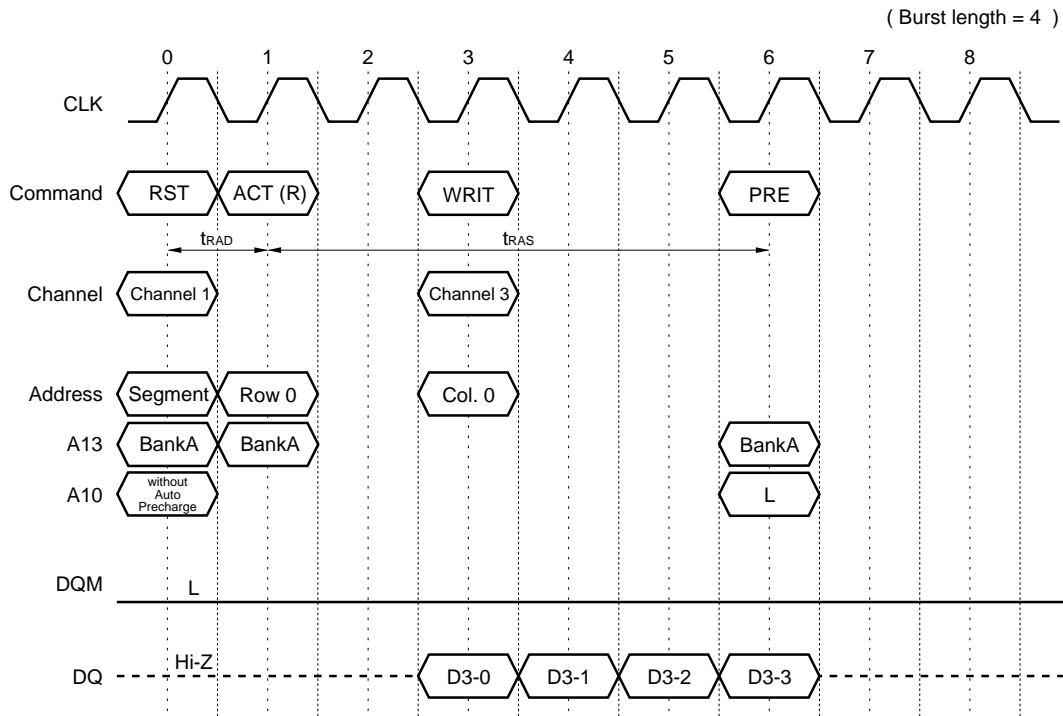 ( Burst length = 4 )
0 1 2 3 4 5 6 7 8
CLK
Command RST ACT (R) WRIT PRE
tRAD tRAS
Channel Channel 1 Channel 3
Address Segment Row 0 Col. 0
A13 BankA BankA BankA
A10 without Auto Precharge L
DQM L
DQ Hi-Z D3-0 D3-1 D3-2 D3-3